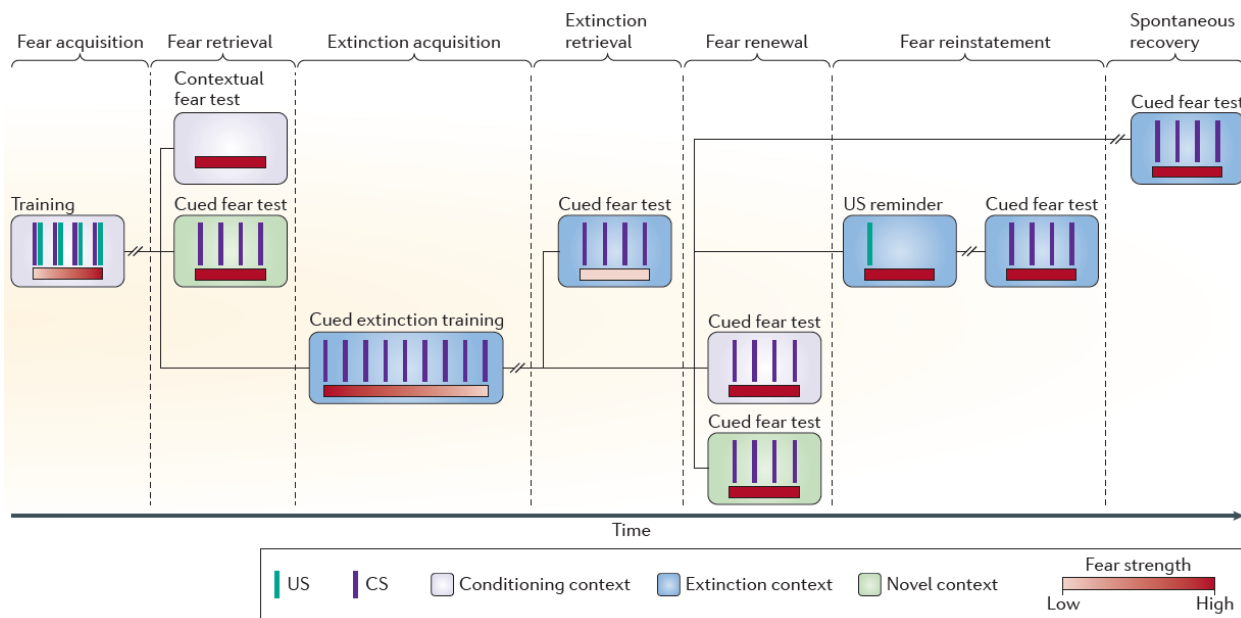 Fear acquisition
Fear retrieval
Extinction acquisition
Extinction
retrieval
Fear renewal
Fear reinstatement
Spontaneous
recovery
Contextual
fear test
Cued fear test
Training
Cued fear test
Cued fear test
US reminder
Cued fear test
Cued extinction training
Cued fear test
Cued fear test
Time
US
CS
Conditioning context
Extinction context
Novel context
Fear strength
Low
High